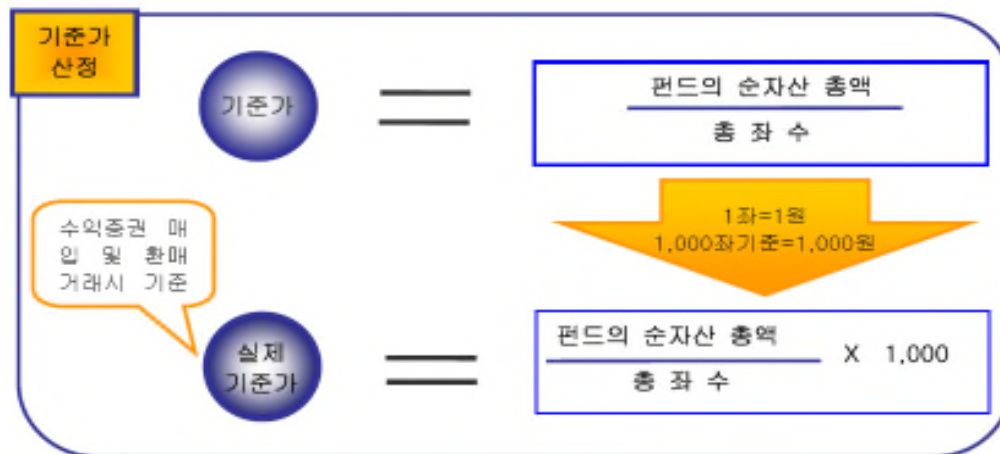 기준가
산정
기준가
펀드의 순자산 총액
총 좌 수
1좌=1원
1,000좌기준=1,000원
수익증권 매
입 및 환매
거래시 기준
실제
기준가
펀드의 순자산 총액
총 좌 수
X 1,000